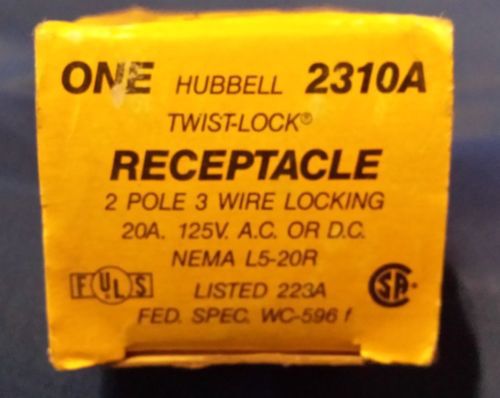 ONE HUBBELL 2310A
TWIST-LOCK®
RECEPTACLE
2 POLE 3 WIRE LOCKING
20A. 125V. A.C. OR D.C.
NEMA L5-20R
F UL S LISTED 223A SA
FED. SPEC. WC-596 f